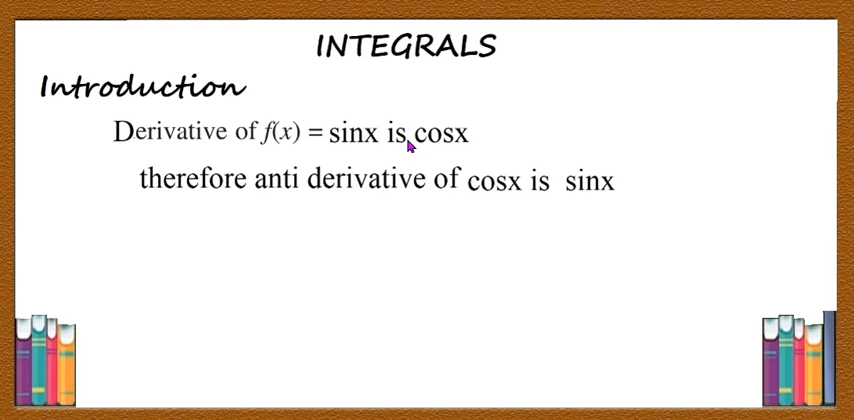 INTEGRALS
Introduction
Derivative of f(x) = sinx is cosx
therefore anti derivative of cosx is sinx